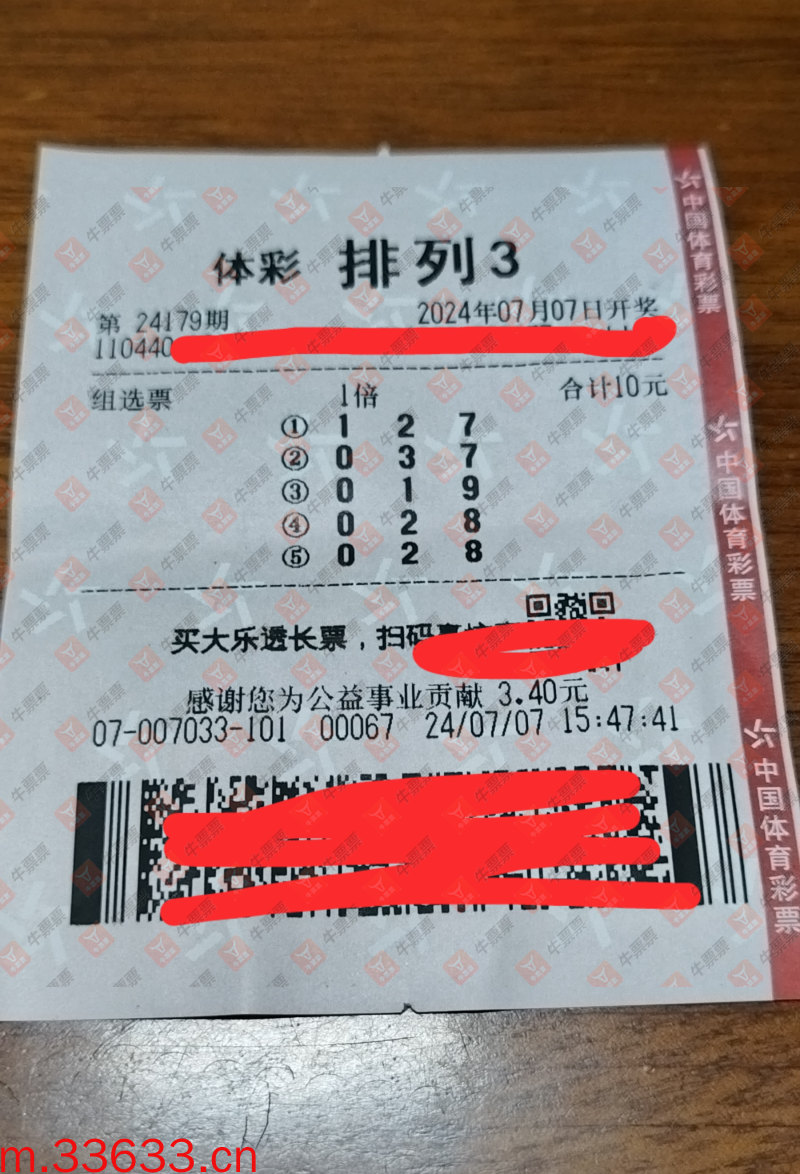 体彩 排列3
第 24179期 2024年07月07日开奖
110440
组选票 1倍 合计10元
① 1 2 7
② 0 3 7
③ 0 1 9
④ 0 2 8
⑤ 0 2 8
买大乐透长票，扫码
感谢您为公益事业贡献 3.40元
07-007033-101 00067 24/07/07 15:47:41
中国体育彩票
中国体育彩票
中国体育彩票
牛票票
m.33633.cn